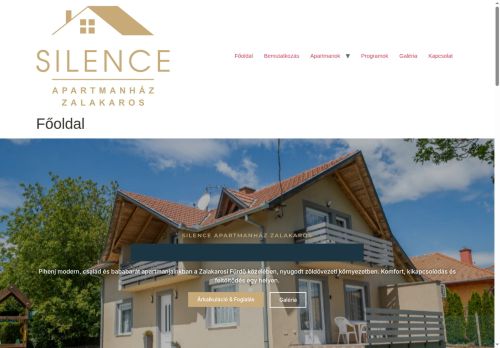 SILENCE
APARTMANHÁZ
ZALAKAROS
Főoldal
Bemutatkozás
Apartmanok
Programok
Galéria
Kapcsolat
Főoldal
SILENCE APARTMANHÁZ ZALAKAROS
Pihenj modern, család és bababarát apartmanjainkban a Zalakarosi Fürdő közelében, nyugodt zöldövezeti környezetben. Komfort, kikapcsolódás és
feltöltődés egy helyen.
Árkalkuláció & Foglalás
Galéria